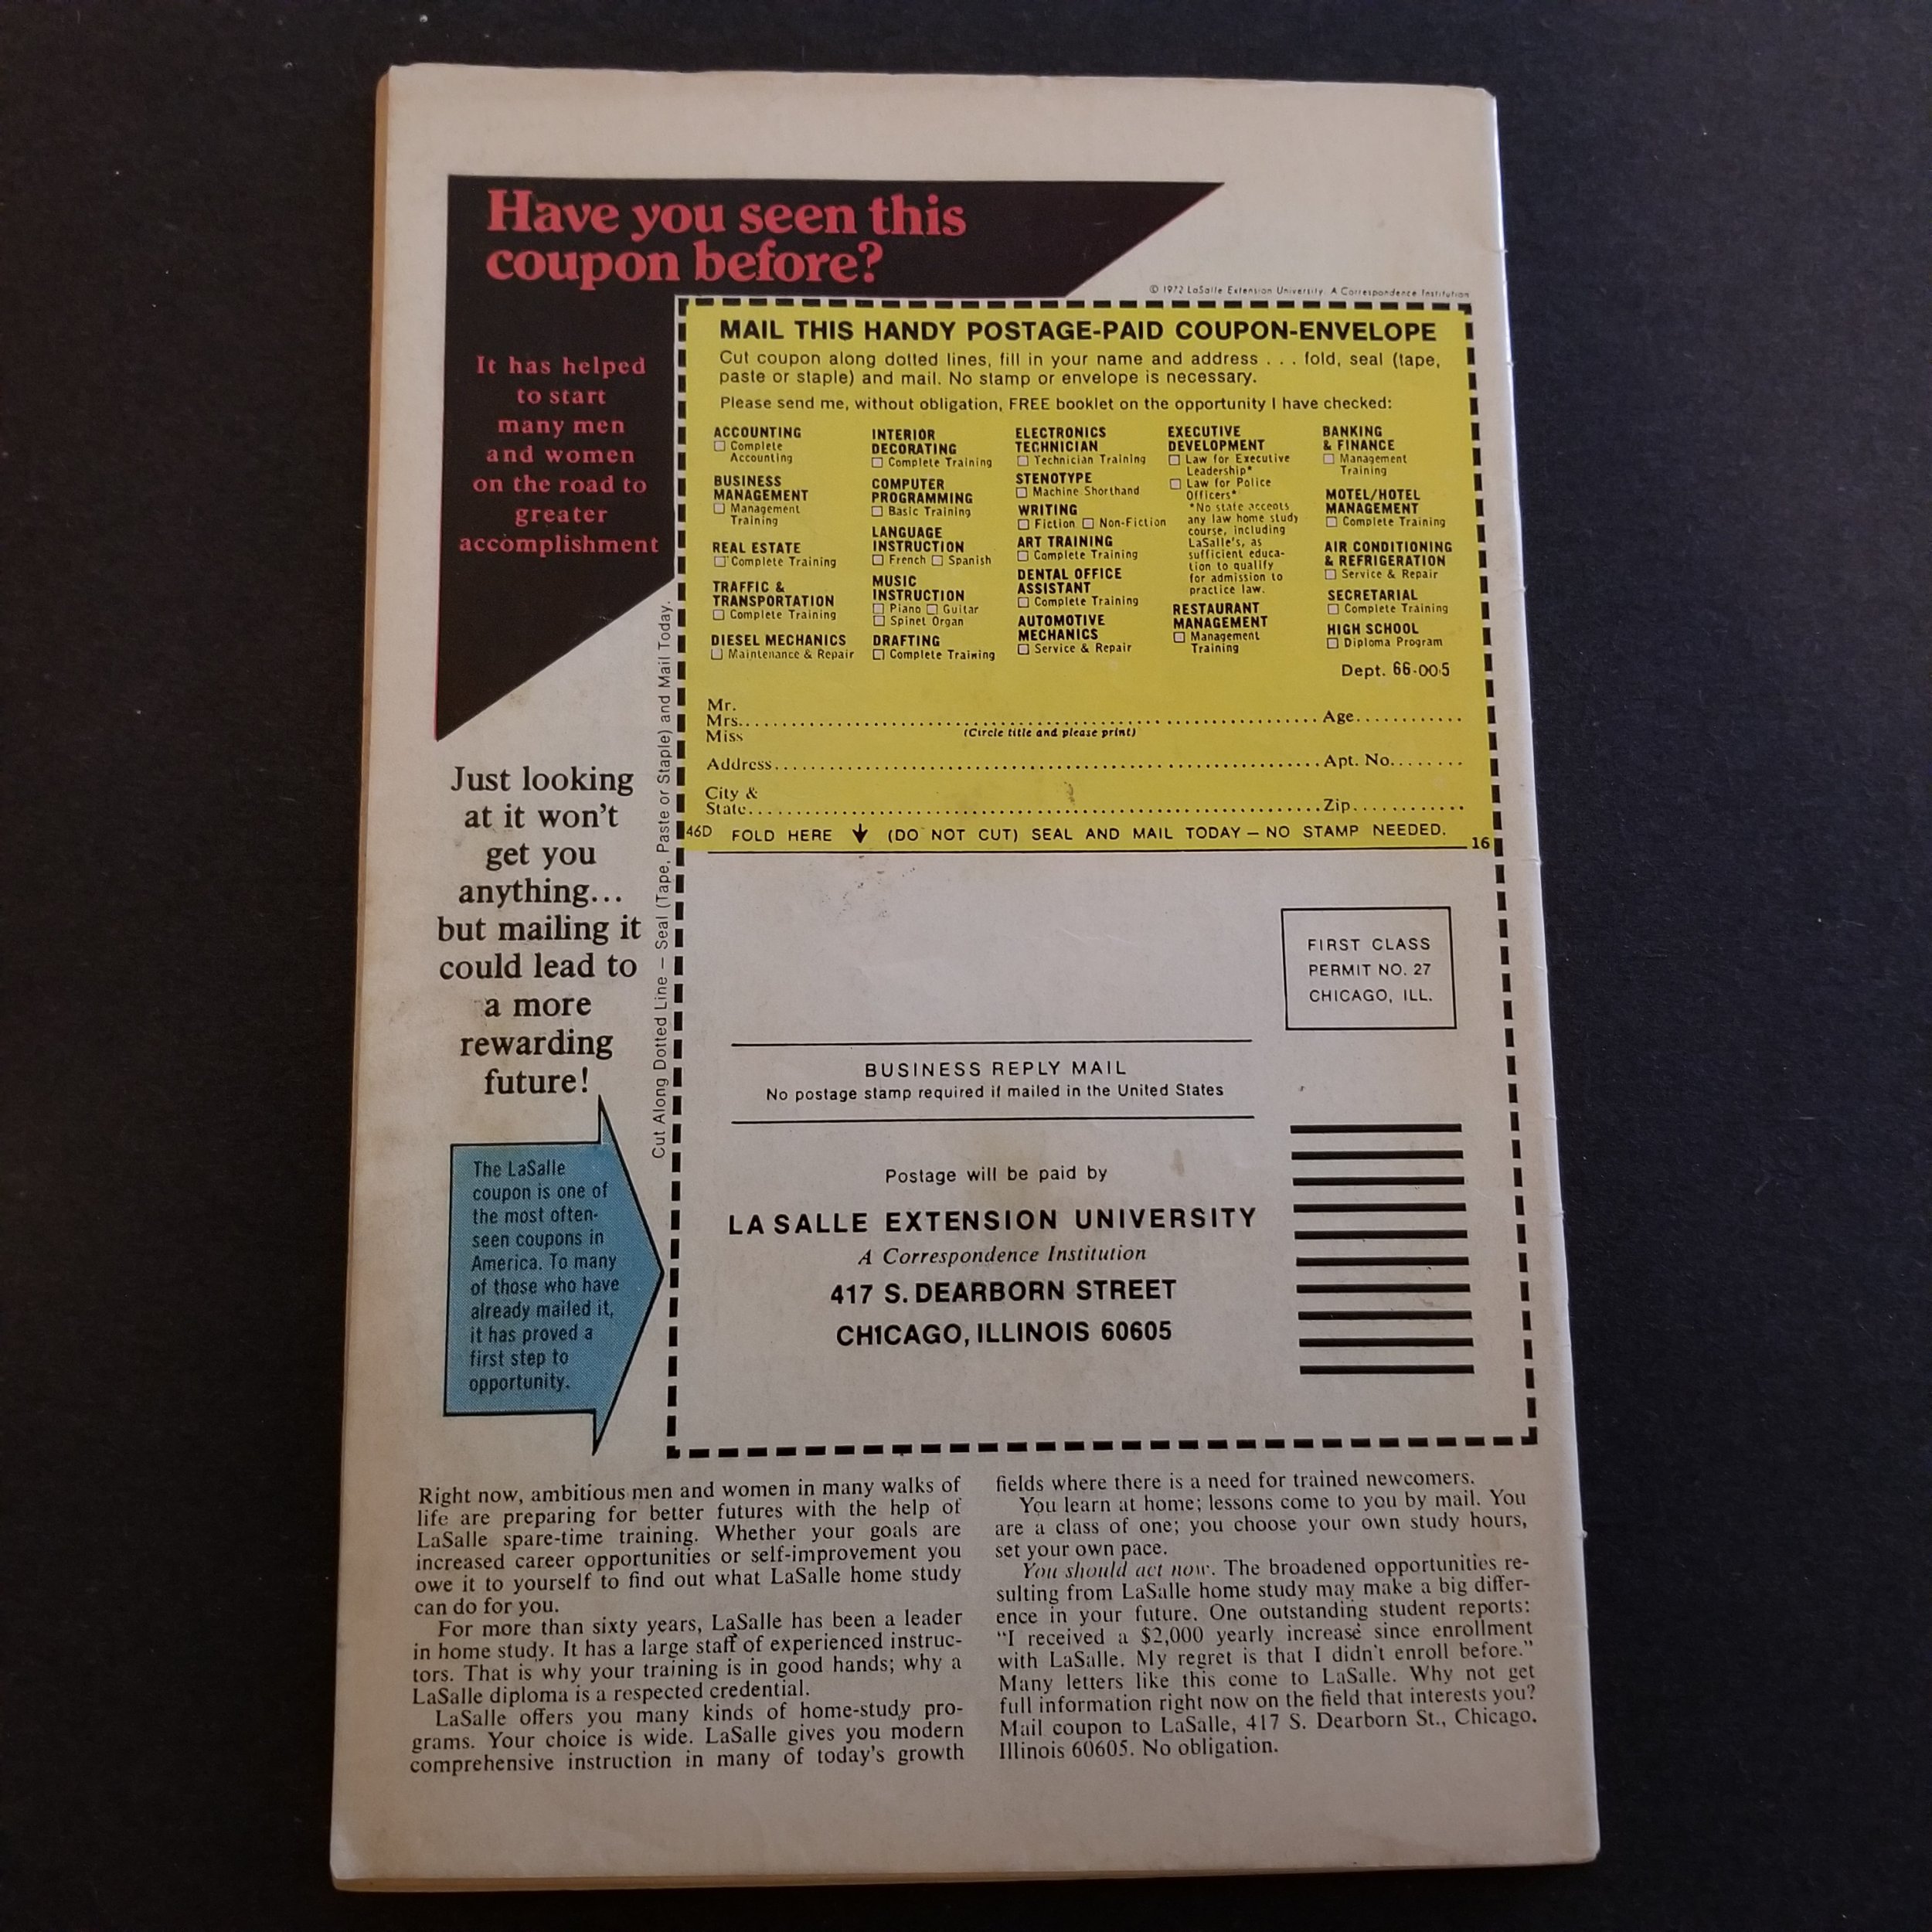 Have you seen this
coupon before?
It has helped
to start
many men
and women
on the road to
greater
accomplishment
© 1972 LaSalle Extension University. A Correspondence Institution
MAIL THIS HANDY POSTAGE-PAID COUPON-ENVELOPE
Cut coupon along dotted lines, fill in your name and address . . . fold, seal (tape,
paste or staple) and mail. No stamp or envelope is necessary.
Please send me, without obligation, FREE booklet on the opportunity I have checked:
ACCOUNTING
Complete
Accounting
BUSINESS
MANAGEMENT
Management
Training
REAL ESTATE
Complete Training
TRAFFIC &
TRANSPORTATION
Complete Training
DIESEL MECHANICS
Maintenance & Repair
INTERIOR
DECORATING
Complete Training
COMPUTER
PROGRAMMING
Basic Training
LANGUAGE
INSTRUCTION
French Spanish
MUSIC
INSTRUCTION
Piano Guitar
Spinet Organ
DRAFTING
Complete Training
ELECTRONICS
TECHNICIAN
Technician Training
STENOTYPE
Machine Shorthand
WRITING
Fiction Non-Fiction
ART TRAINING
Complete Training
DENTAL OFFICE
ASSISTANT
Complete Training
AUTOMOTIVE
MECHANICS
Service & Repair
EXECUTIVE
DEVELOPMENT
Law for Executive
Leadership*
Law for Police
Officers*
*No state accepts
any law home study
course, including
LaSalle's, as
sufficient educa-
tion to qualify
for admission to
practice law.
RESTAURANT
MANAGEMENT
Management
Training
BANKING
& FINANCE
Management
Training
MOTEL/HOTEL
MANAGEMENT
Complete Training
AIR CONDITIONING
& REFRIGERATION
Service & Repair
SECRETARIAL
Complete Training
HIGH SCHOOL
Diploma Program
Dept. 66-005
Mr.
Mrs. Age
Miss (Circle title and please print)
Address Apt. No.
City &
State Zip
46D FOLD HERE (DO NOT CUT) SEAL AND MAIL TODAY — NO STAMP NEEDED.
16
Cut Along Dotted Line — Seal (Tape, Paste or Staple) and Mail Today.
Just looking
at it won't
get you
anything...
but mailing it
could lead to
a more
rewarding
future!
The LaSalle
coupon is one of
the most often-
seen coupons in
America. To many
of those who have
already mailed it,
it has proved a
first step to
opportunity.
FIRST CLASS
PERMIT NO. 27
CHICAGO, ILL.
BUSINESS REPLY MAIL
No postage stamp required if mailed in the United States
Postage will be paid by
LA SALLE EXTENSION UNIVERSITY
A Correspondence Institution
417 S. DEARBORN STREET
CHICAGO, ILLINOIS 60605
Right now, ambitious men and women in many walks of
life are preparing for better futures with the help of
LaSalle spare-time training. Whether your goals are
increased career opportunities or self-improvement you
owe it to yourself to find out what LaSalle home study
can do for you.
For more than sixty years, LaSalle has been a leader
in home study. It has a large staff of experienced instruc-
tors. That is why your training is in good hands; why a
LaSalle diploma is a respected credential.
LaSalle offers you many kinds of home-study pro-
grams. Your choice is wide. LaSalle gives you modern
comprehensive instruction in many of today's growth
fields where there is a need for trained newcomers.
You learn at home; lessons come to you by mail. You
are a class of one; you choose your own study hours,
set your own pace.
You should act now. The broadened opportunities re-
sulting from LaSalle home study may make a big differ-
ence in your future. One outstanding student reports:
"I received a $2,000 yearly increase since enrollment
with LaSalle. My regret is that I didn't enroll before."
Many letters like this come to LaSalle. Why not get
full information right now on the field that interests you?
Mail coupon to LaSalle, 417 S. Dearborn St., Chicago,
Illinois 60605. No obligation.